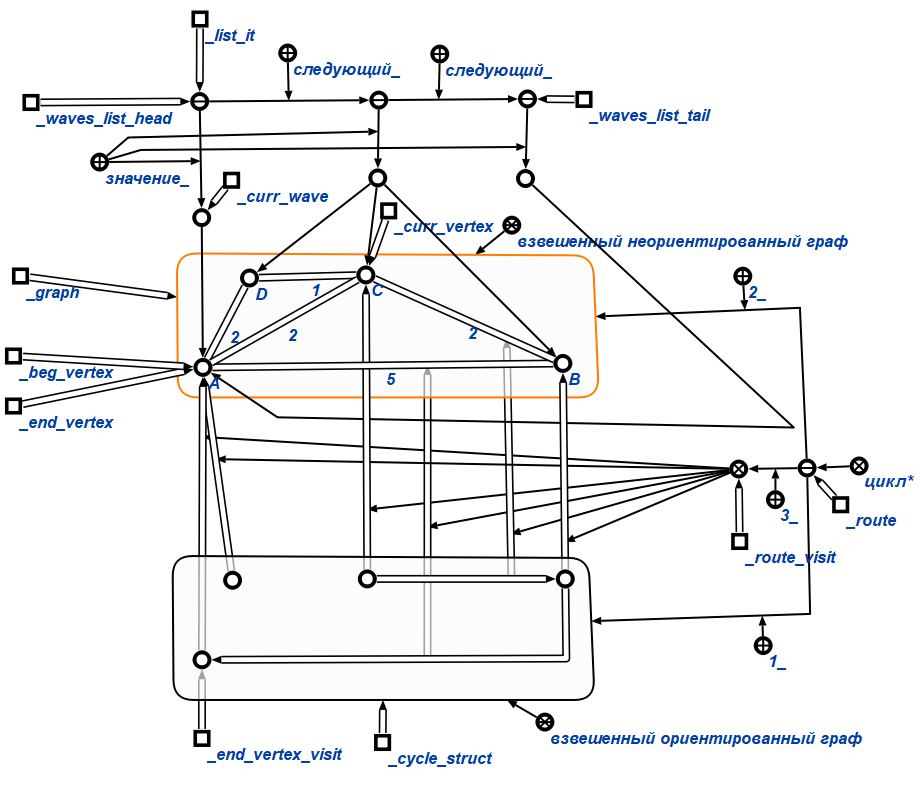 _list_it
следующий_
следующий_
_waves_list_head
_waves_list_tail
значение_
_curr_wave
_curr_vertex
взвешенный неориентированный граф
_graph
D
1
C
2_
2
2
2
_beg_vertex
A
5
B
_end_vertex
цикл*
3_
_route
_route_visit
1_
_end_vertex_visit
_cycle_struct
взвешенный ориентированный граф